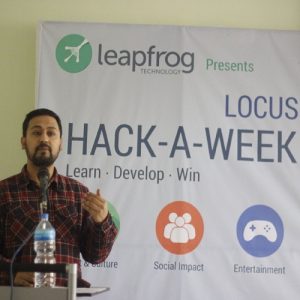 leapfrog
TECHNOLOGY
Presents
LOCUS
HACK-A-WEEK
Learn · Develop · Win
& Culture
Social Impact
Entertainment